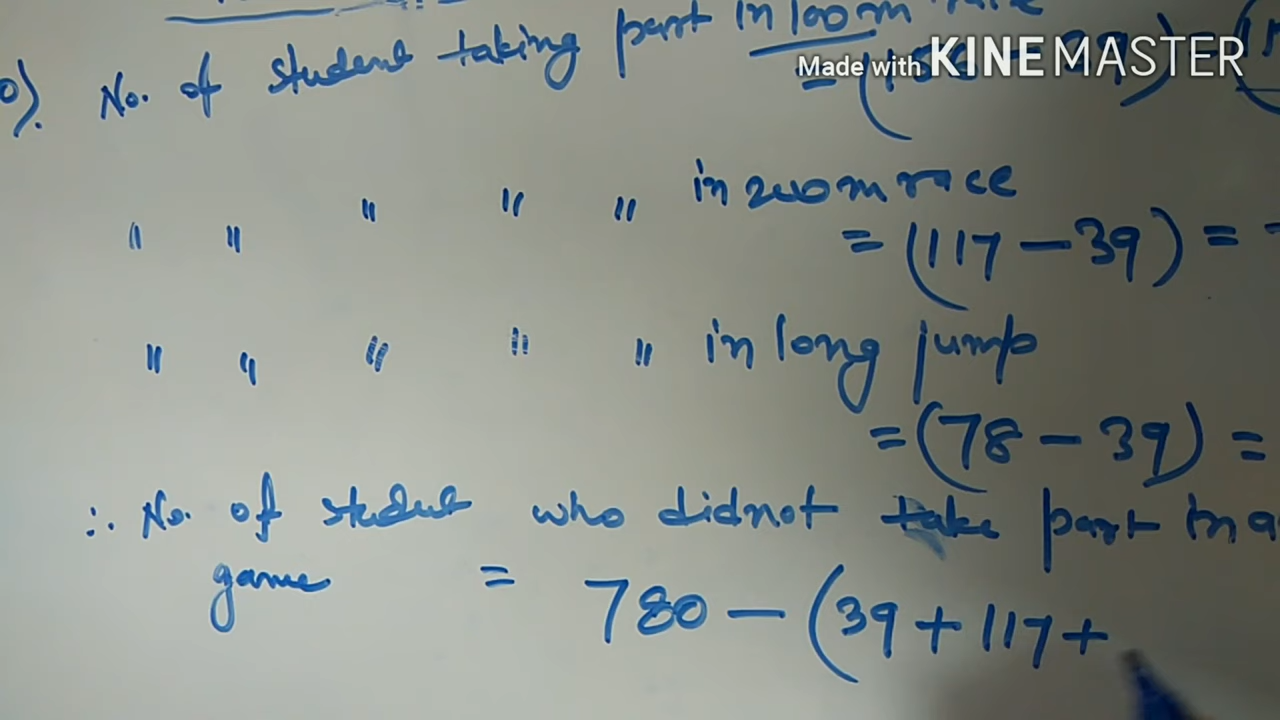 No. of student taking part in 100m race
Made with KINEMASTER
" " " " " in 200m race
= (117 - 39) =
" " " " " in long jump
= (78 - 39) =
∴ No. of student who didnot take part in a
game = 780 - (39 + 117 +